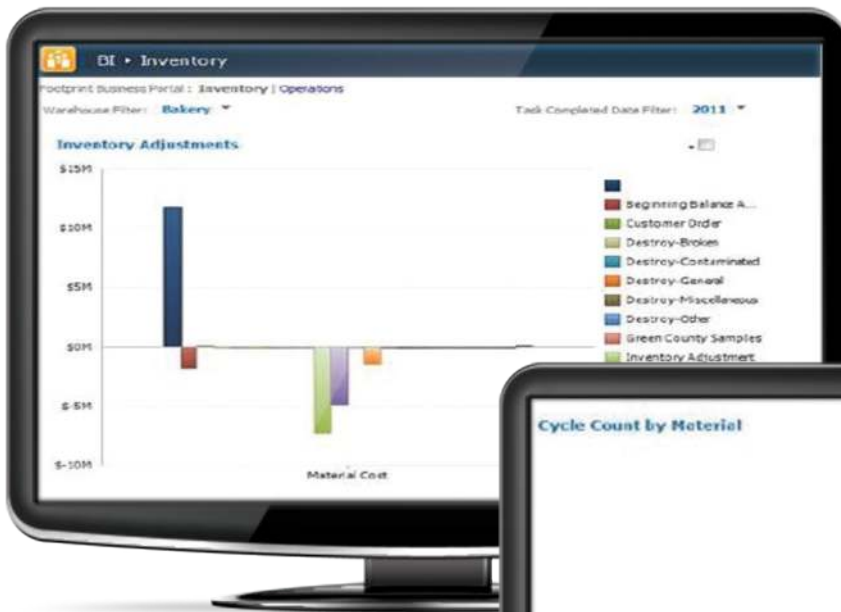 BI ▸ Inventory
Footprint Business Portal : Inventory | Operations
Warehouse Filter: Bakery
Task Completed Date Filter: 2011
Inventory Adjustments
$15M
$10M
$5M
$0M
$-5M
$-10M
Material Cost
Beginning Balance A...
Customer Order
Destroy-Broken
Destroy-Contaminated
Destroy-General
Destroy-Miscellaneous
Destroy-Other
Green County Samples
Inventory Adjustment
Cycle Count by Material